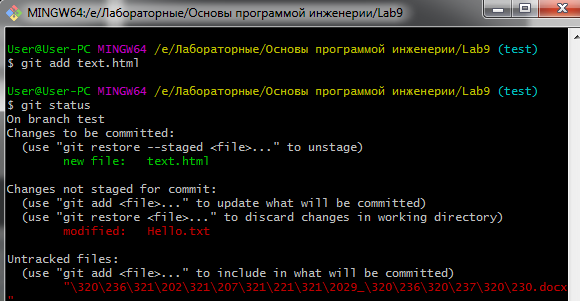 MINGW64:/e/Лабораторные/Основы программой инженерии/Lab9
User@User-PC MINGW64 /e/Лабораторные/Основы программой инженерии/Lab9 (test)
$ git add text.html
User@User-PC MINGW64 /e/Лабораторные/Основы программой инженерии/Lab9 (test)
$ git status
On branch test
Changes to be committed:
(use "git restore --staged <file>..." to unstage)
new file: text.html
Changes not staged for commit:
(use "git add <file>..." to update what will be committed)
(use "git restore <file>..." to discard changes in working directory)
modified: Hello.txt
Untracked files:
(use "git add <file>..." to include in what will be committed)
"\320\236\321\202\321\207\321\221\321\2029_\320\236\320\237\320\230.docx
"